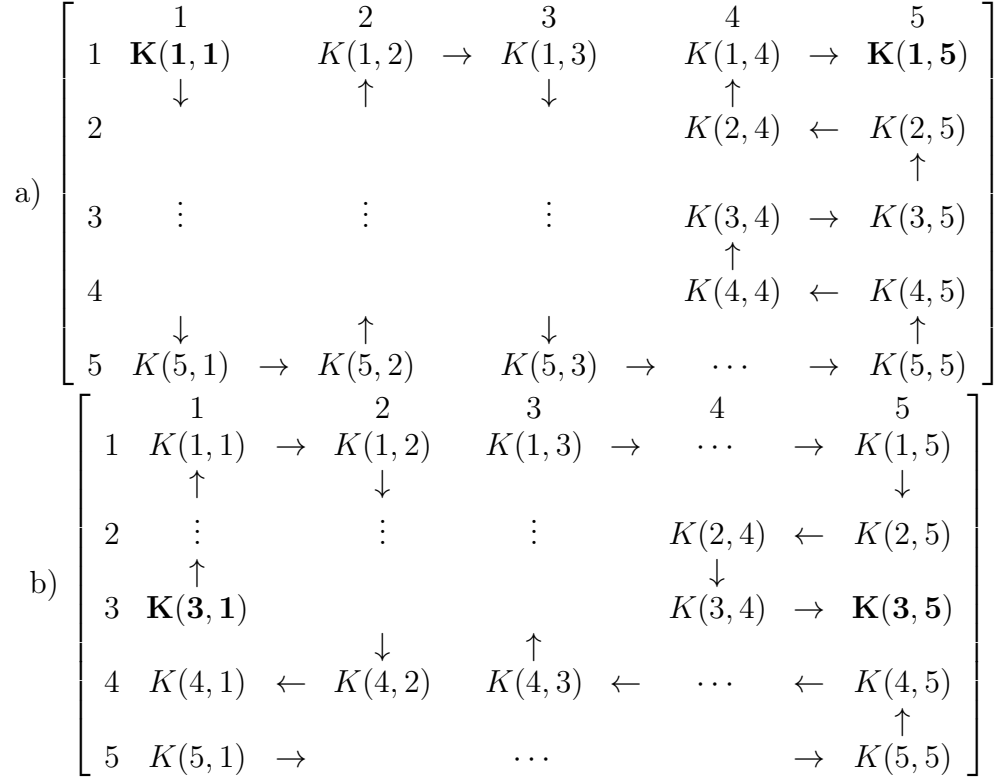 1 2 3 4 5
1 K(1, 1) K(1, 2) → K(1, 3) K(1, 4) → K(1, 5)
↓ ↑ ↓ ↑
2 K(2, 4) ← K(2, 5)
↑
a) 3 ⋮ ⋮ ⋮ K(3, 4) → K(3, 5)
↑
4 K(4, 4) ← K(4, 5)
↓ ↑ ↓ ↑
5 K(5, 1) → K(5, 2) K(5, 3) → ⋯ → K(5, 5)
1 2 3 4 5
1 K(1, 1) → K(1, 2) K(1, 3) → ⋯ → K(1, 5)
↑ ↓ ↓
2 ⋮ ⋮ ⋮ K(2, 4) ← K(2, 5)
b) ↑ ↓
3 K(3, 1) K(3, 4) → K(3, 5)
↓ ↑
4 K(4, 1) ← K(4, 2) K(4, 3) ← ⋯ ← K(4, 5)
↑
5 K(5, 1) → ⋯ → K(5, 5)